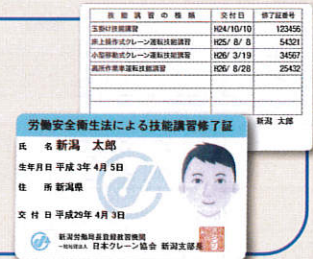 技能講習の種類 交付日 修了証番号
玉掛け技能講習 H24/10/10 123456
床上操作式クレーン運転技能講習 H25/ 8/ 8 54321
小型移動式クレーン運転技能講習 H26/ 3/19 34567
高所作業車運転技能講習 H26/ 8/28 25432
新潟 太郎
労働安全衛生法による技能講習修了証
氏 名 新潟 太郎
生年月日 平成 3年 4月 5日
住 所 新潟県
交 付 日 平成29年 4月 3日
新潟労働局長登録教習機関
一般社団法人 日本クレーン協会 新潟支部長